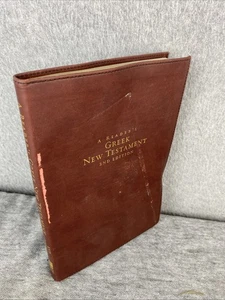 A READER'S
GREEK
NEW TESTAMENT
2ND EDITION